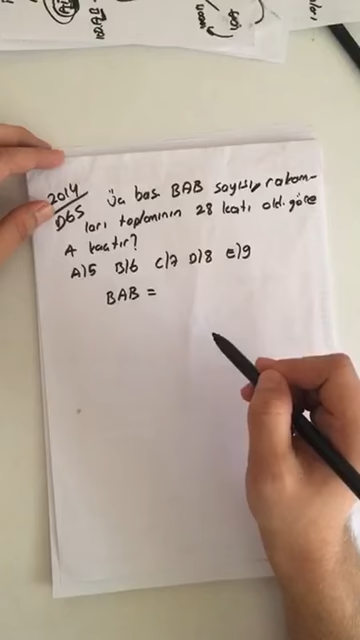 2014
DGS
Üç bas. BAB sayısı, rakam-
ları toplamının 28 katı old. göre
A kaçtır?
A)5 B)6 C)7 D)8 E)9
BAB =